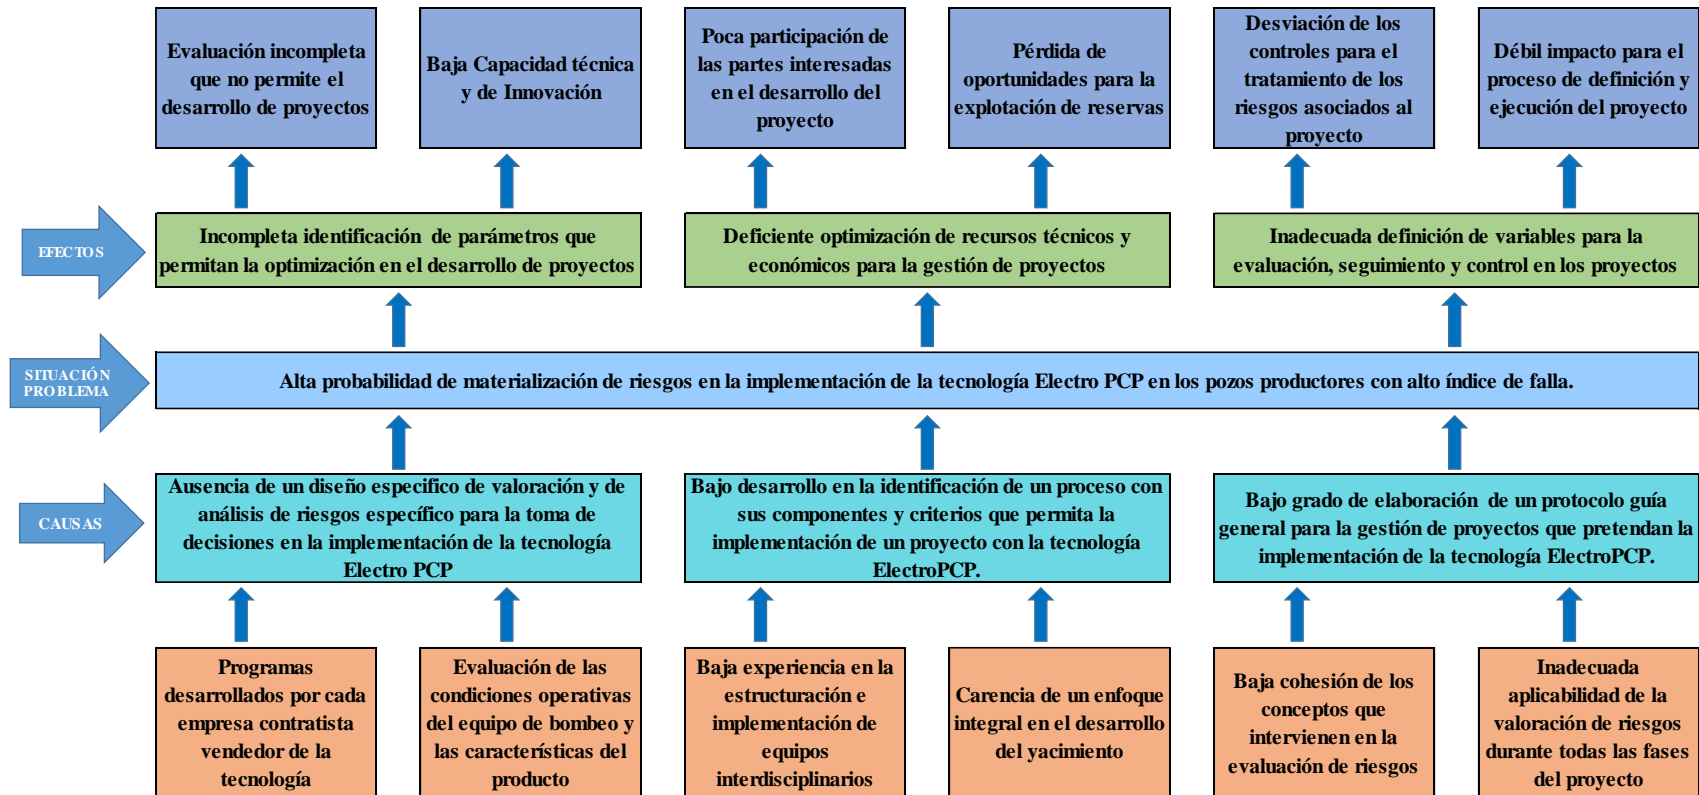 Evaluación incompleta
que no permite el
desarrollo de proyectos
Baja Capacidad técnica
y de Innovación
Poca participación de
las partes interesadas
en el desarrollo del
proyecto
Pérdida de
oportunidades para la
explotación de reservas
Desviación de los
controles para el
tratamiento de los
riesgos asociados al
proyecto
Débil impacto para el
proceso de definición y
ejecución del proyecto
EFECTOS
Incompleta identificación de parámetros que
permitan la optimización en el desarrollo de proyectos
Deficiente optimización de recursos técnicos y
económicos para la gestión de proyectos
Inadecuada definición de variables para la
evaluación, seguimiento y control en los proyectos
SITUACIÓN
PROBLEMA
Alta probabilidad de materialización de riesgos en la implementación de la tecnología Electro PCP en los pozos productores con alto índice de falla.
CAUSAS
Ausencia de un diseño especifico de valoración y de
análisis de riesgos específico para la toma de
decisiones en la implementación de la tecnología
Electro PCP
Bajo desarrollo en la identificación de un proceso con
sus componentes y criterios que permita la
implementación de un proyecto con la tecnología
ElectroPCP.
Bajo grado de elaboración de un protocolo guía
general para la gestión de proyectos que pretendan la
implementación de la tecnología ElectroPCP.
Programas
desarrollados por cada
empresa contratista
vendedor de la
tecnología
Evaluación de las
condiciones operativas
del equipo de bombeo y
las características del
producto
Baja experiencia en la
estructuración e
implementación de
equipos
interdisciplinarios
Carencia de un enfoque
integral en el desarrollo
del yacimiento
Baja cohesión de los
conceptos que
intervienen en la
evaluación de riesgos
Inadecuada
aplicabilidad de la
valoración de riesgos
durante todas las fases
del proyecto